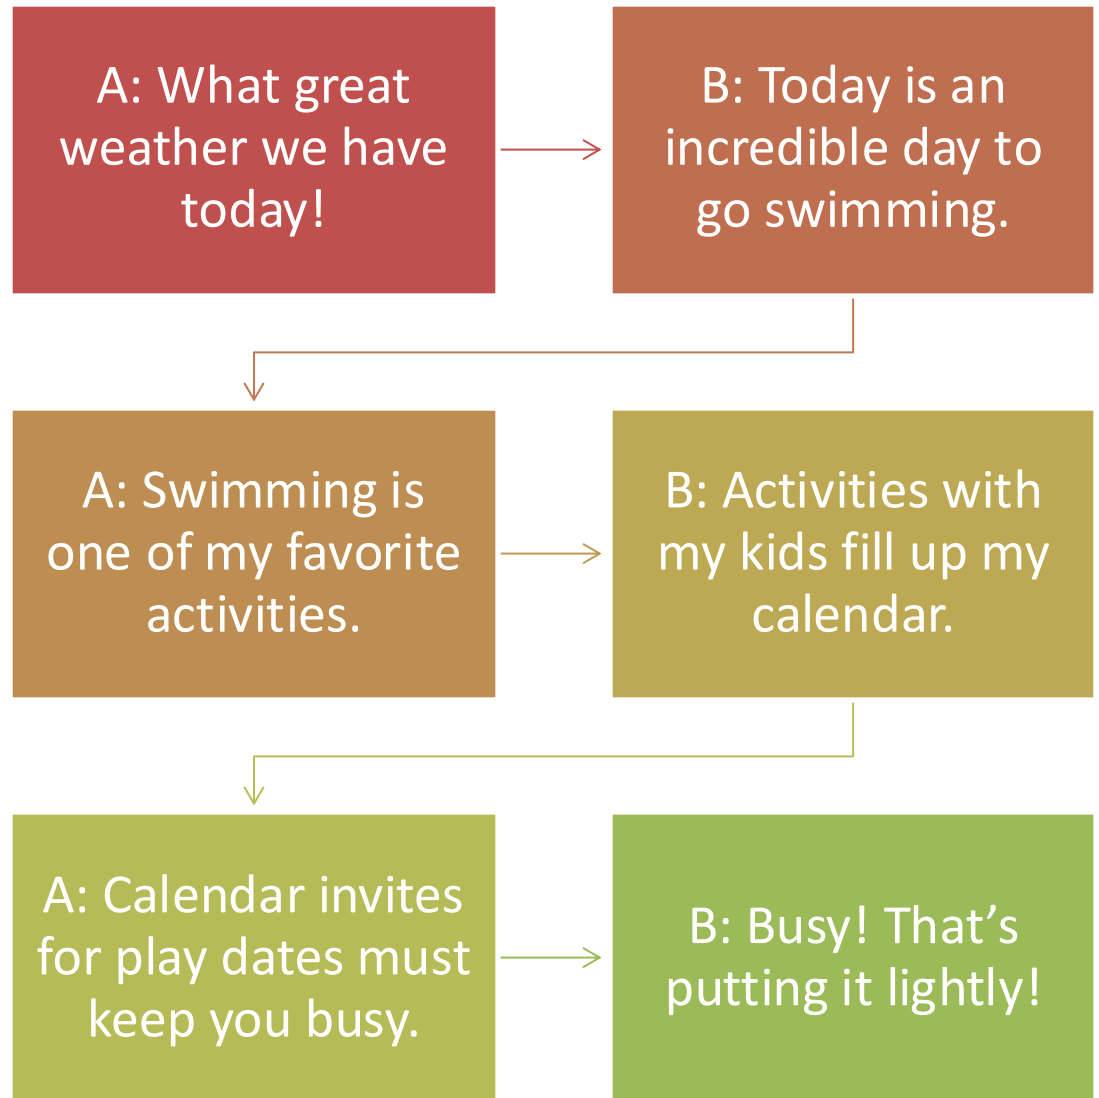 A: What great
weather we have
today!
B: Today is an
incredible day to
go swimming.
A: Swimming is
one of my favorite
activities.
B: Activities with
my kids fill up my
calendar.
A: Calendar invites
for play dates must
keep you busy.
B: Busy! That’s
putting it lightly!